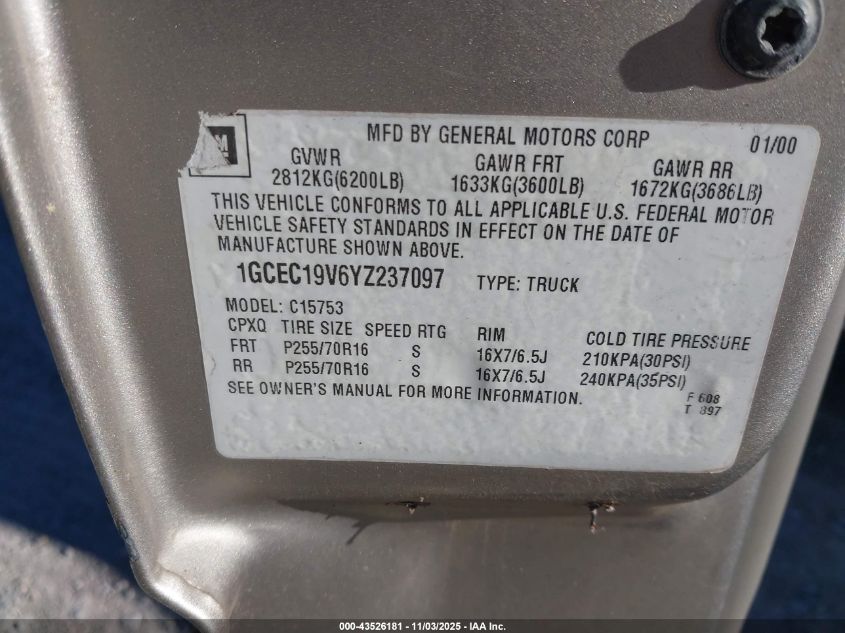 GM
MFD BY GENERAL MOTORS CORP 01/00
GVWR GAWR FRT GAWR RR
2812KG(6200LB) 1633KG(3600LB) 1672KG(3686LB)
THIS VEHICLE CONFORMS TO ALL APPLICABLE U.S. FEDERAL MOTOR
VEHICLE SAFETY STANDARDS IN EFFECT ON THE DATE OF
MANUFACTURE SHOWN ABOVE.
1GCEC19V6YZ237097 TYPE: TRUCK
MODEL: C15753
CPXQ TIRE SIZE SPEED RTG RIM COLD TIRE PRESSURE
FRT P255/70R16 S 16X7/6.5J 210KPA(30PSI)
RR P255/70R16 S 16X7/6.5J 240KPA(35PSI)
SEE OWNER'S MANUAL FOR MORE INFORMATION.
F 608
T 897
000-43526181 - 11/03/2025 - IAA Inc.